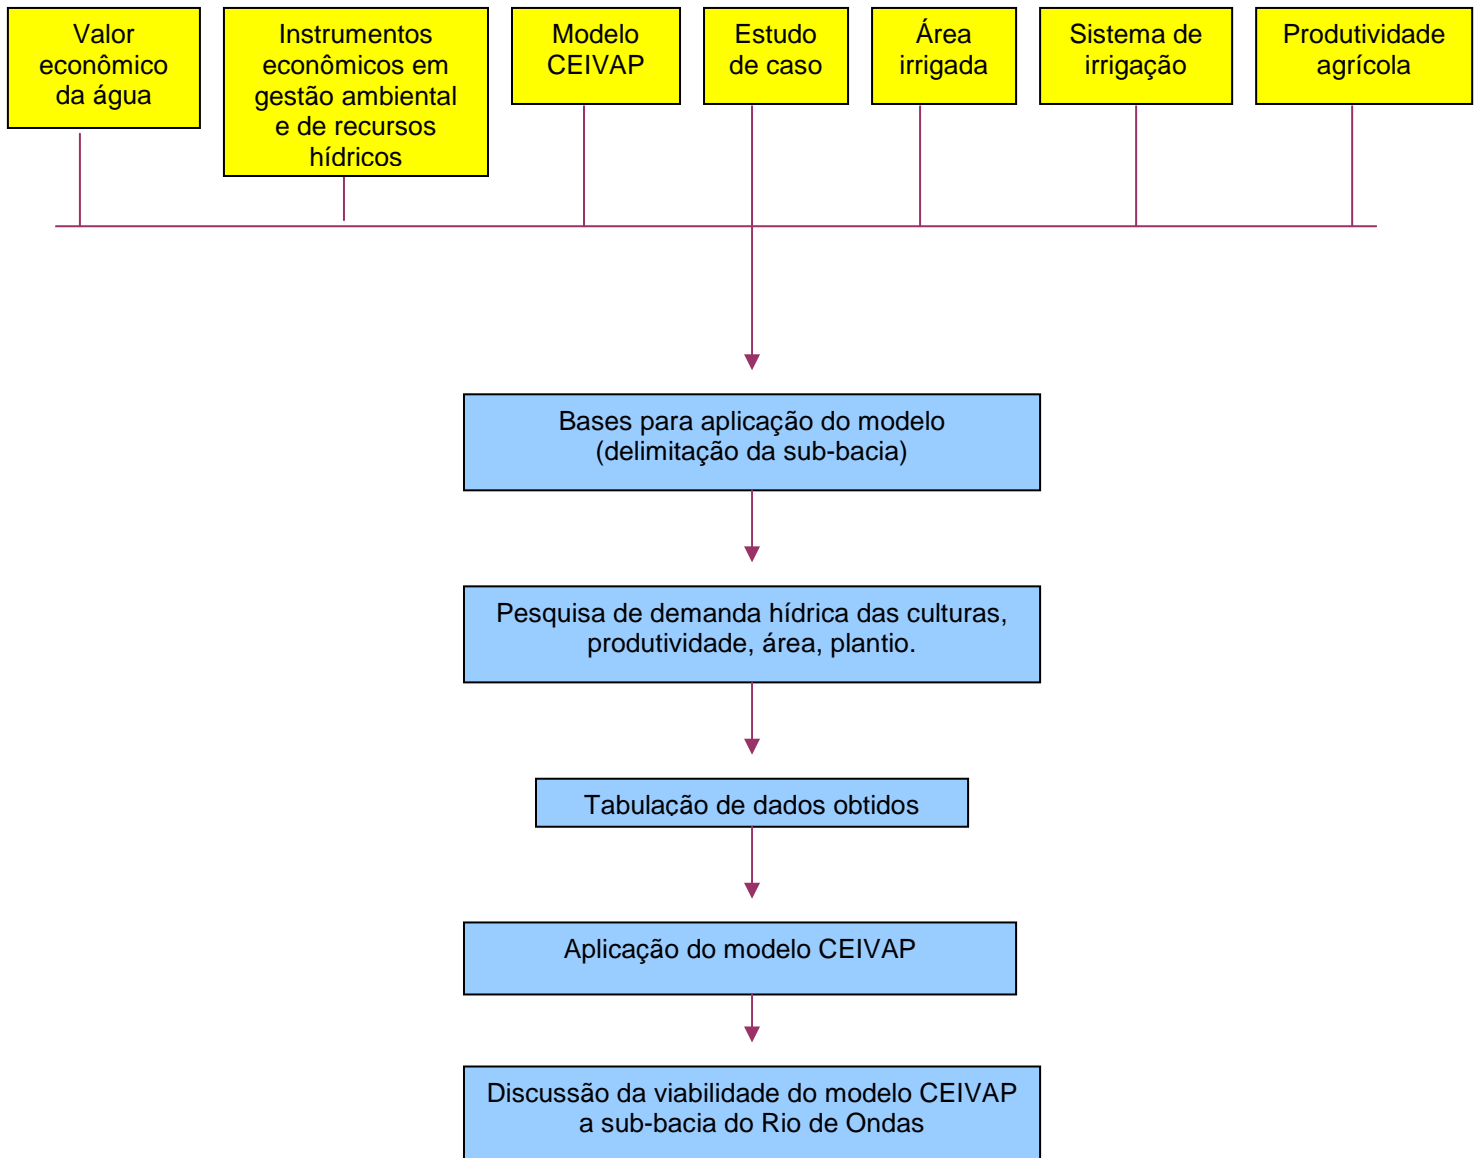 Valor
econômico
da água
Instrumentos
econômicos em
gestão ambiental
e de recursos
hídricos
Modelo
CEIVAP
Estudo
de caso
Área
irrigada
Sistema de
irrigação
Produtividade
agrícola
Bases para aplicação do modelo
(delimitação da sub-bacia)
Pesquisa de demanda hídrica das culturas,
produtividade, área, plantio.
Tabulação de dados obtidos
Aplicação do modelo CEIVAP
Discussão da viabilidade do modelo CEIVAP
a sub-bacia do Rio de Ondas